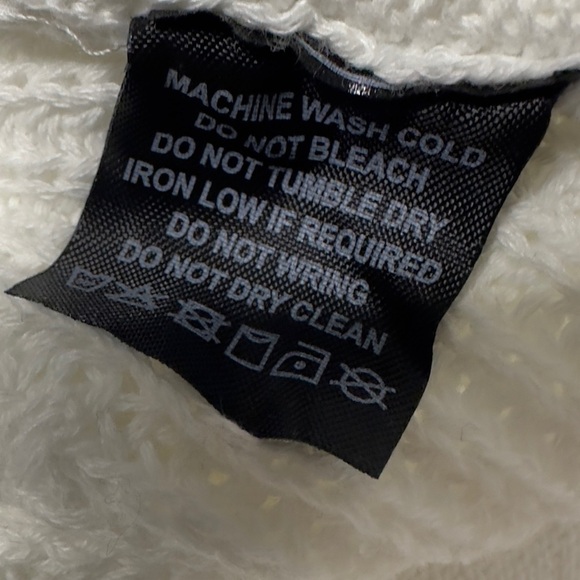 MACHINE WASH COLD
DO NOT BLEACH
DO NOT TUMBLE DRY
IRON LOW IF REQUIRED
DO NOT WRING
DO NOT DRY CLEAN